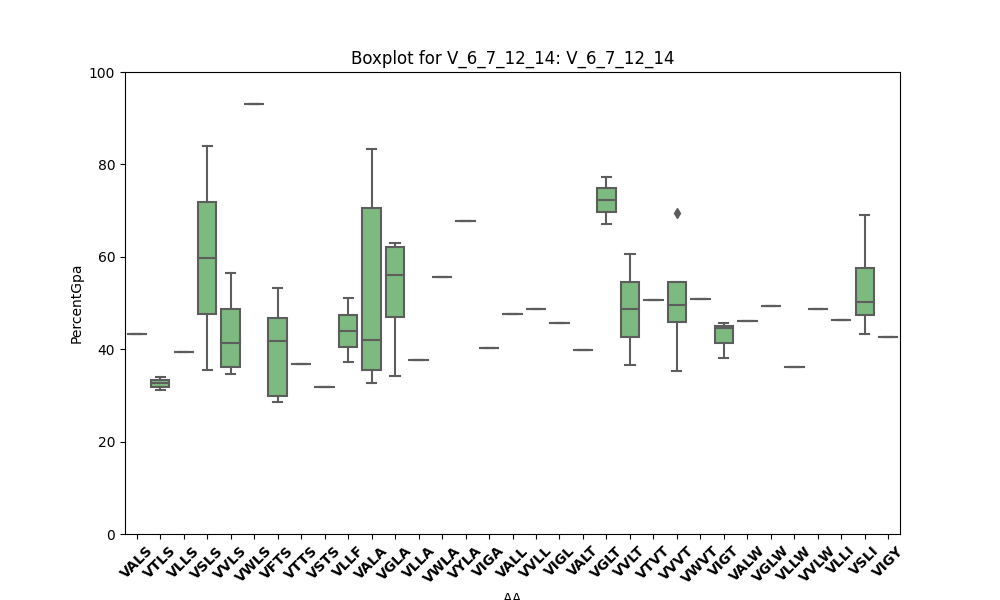 Boxplot for V_6_7_12_14: V_6_7_12_14
100
80
60
40
20
0
PercentGpa
VALS VTLS VLLS VSLS VVLS VWLS VFTS VTTS VSTS VLLF VALA VGLA VLLA VWLA VYLA VIGA VALL VVLL VIGL VALT VGLT VVLT VTVT VVVT VWVT VIGT VALW VGLW VLLW VVLW VLLI VSLI VIGY
AA